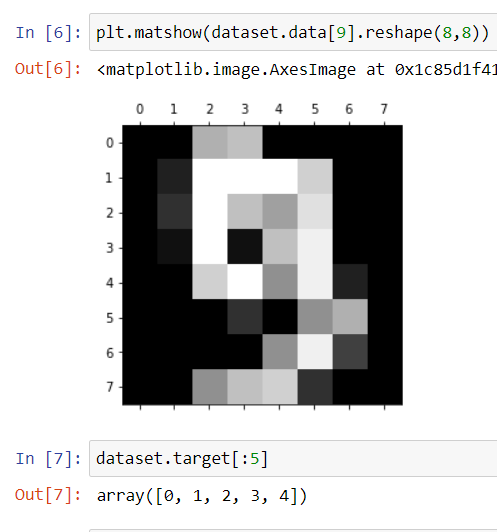 In [6]: plt.matshow(dataset.data[9].reshape(8,8))
Out[6]: <matplotlib.image.AxesImage at 0x1c85d1f41
0 1 2 3 4 5 6 7
0
1
2
3
4
5
6
7
In [7]: dataset.target[:5]
Out[7]: array([0, 1, 2, 3, 4])